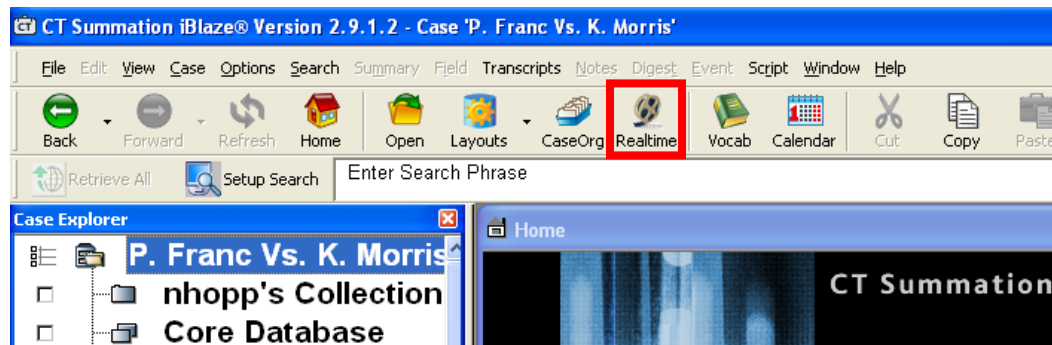 CT Summation iBlaze® Version 2.9.1.2 - Case 'P. Franc Vs. K. Morris'
File Edit View Case Options Search Summary Field Transcripts Notes Digest Event Script Window Help
Back Forward Refresh Home Open Layouts CaseOrg Realtime Vocab Calendar Cut Copy Paste
Retrieve All Setup Search Enter Search Phrase
Case Explorer
Home
P. Franc Vs. K. Morris
nhopp's Collection
Core Database
CT Summation